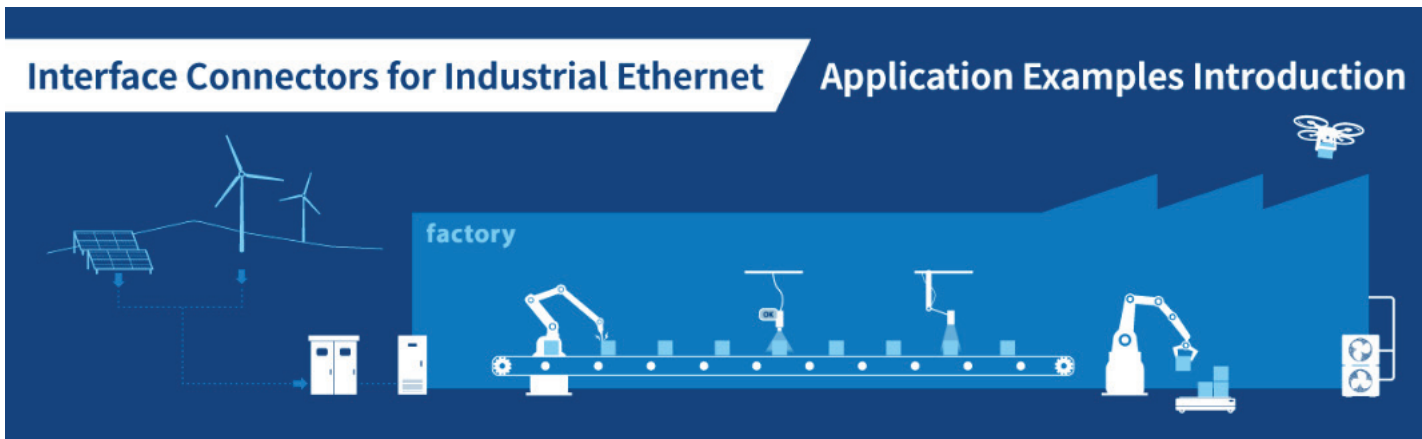 Interface Connectors for Industrial Ethernet
Application Examples Introduction
factory
OK